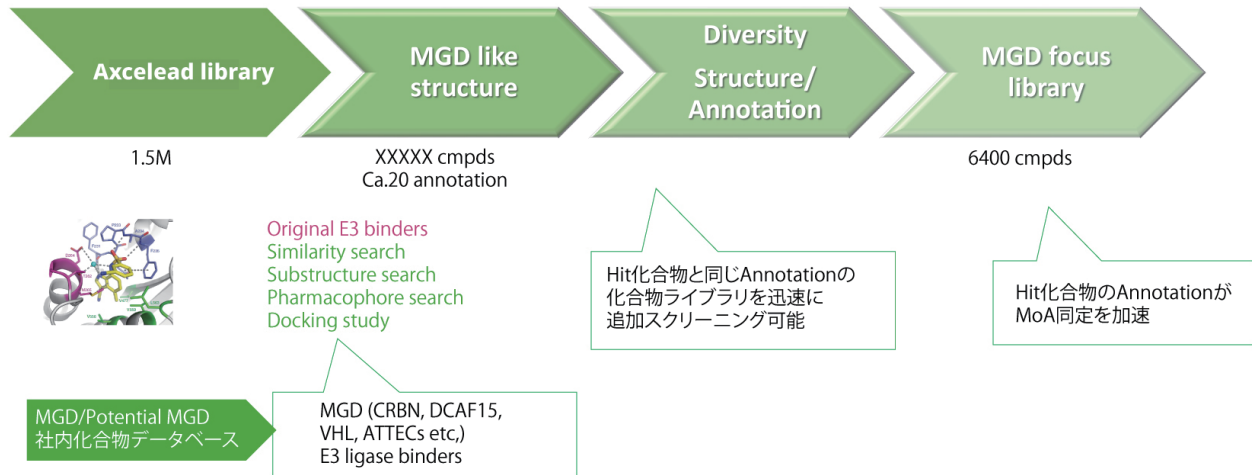 Axcelead library
MGD like
structure
Diversity
Structure/
Annotation
MGD focus
library
1.5M
XXXXX cmpds
Ca.20 annotation
6400 cmpds
Original E3 binders
Similarity search
Substructure search
Pharmacophore search
Docking study
Hit化合物と同じAnnotationの
化合物ライブラリを迅速に
追加スクリーニング可能
Hit化合物のAnnotationが
MoA同定を加速
MGD/Potential MGD
社内化合物データベース
MGD (CRBN, DCAF15,
VHL, ATTECs etc,)
E3 ligase binders